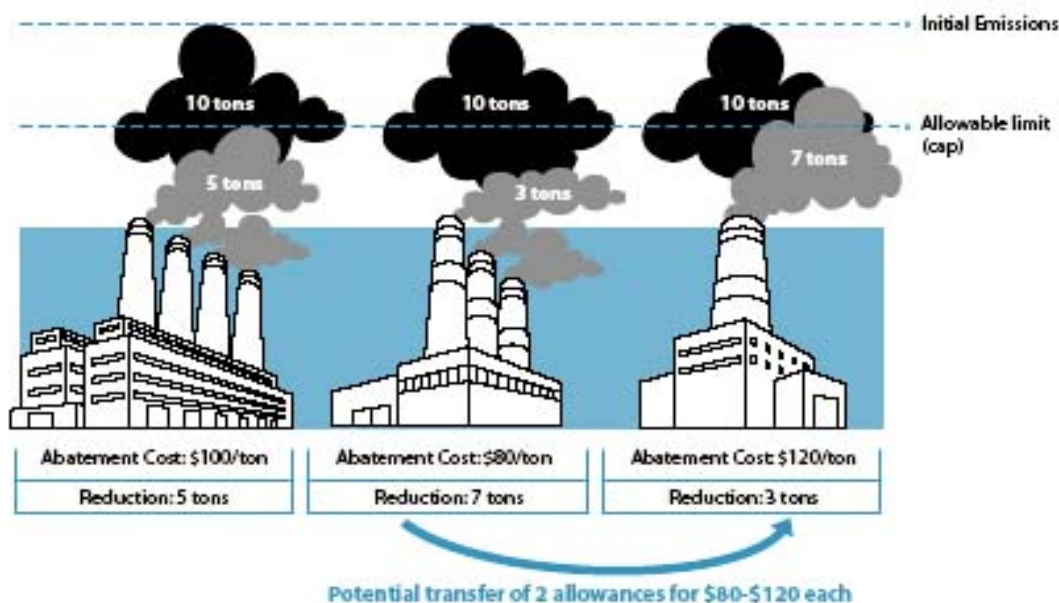 Initial Emissions
10 tons
10 tons
10 tons
Allowable limit
(cap)
5 tons
3 tons
7 tons
Abatement Cost: $100/ton
Reduction: 5 tons
Abatement Cost: $80/ton
Reduction: 7 tons
Abatement Cost: $120/ton
Reduction: 3 tons
Potential transfer of 2 allowances for $80-$120 each